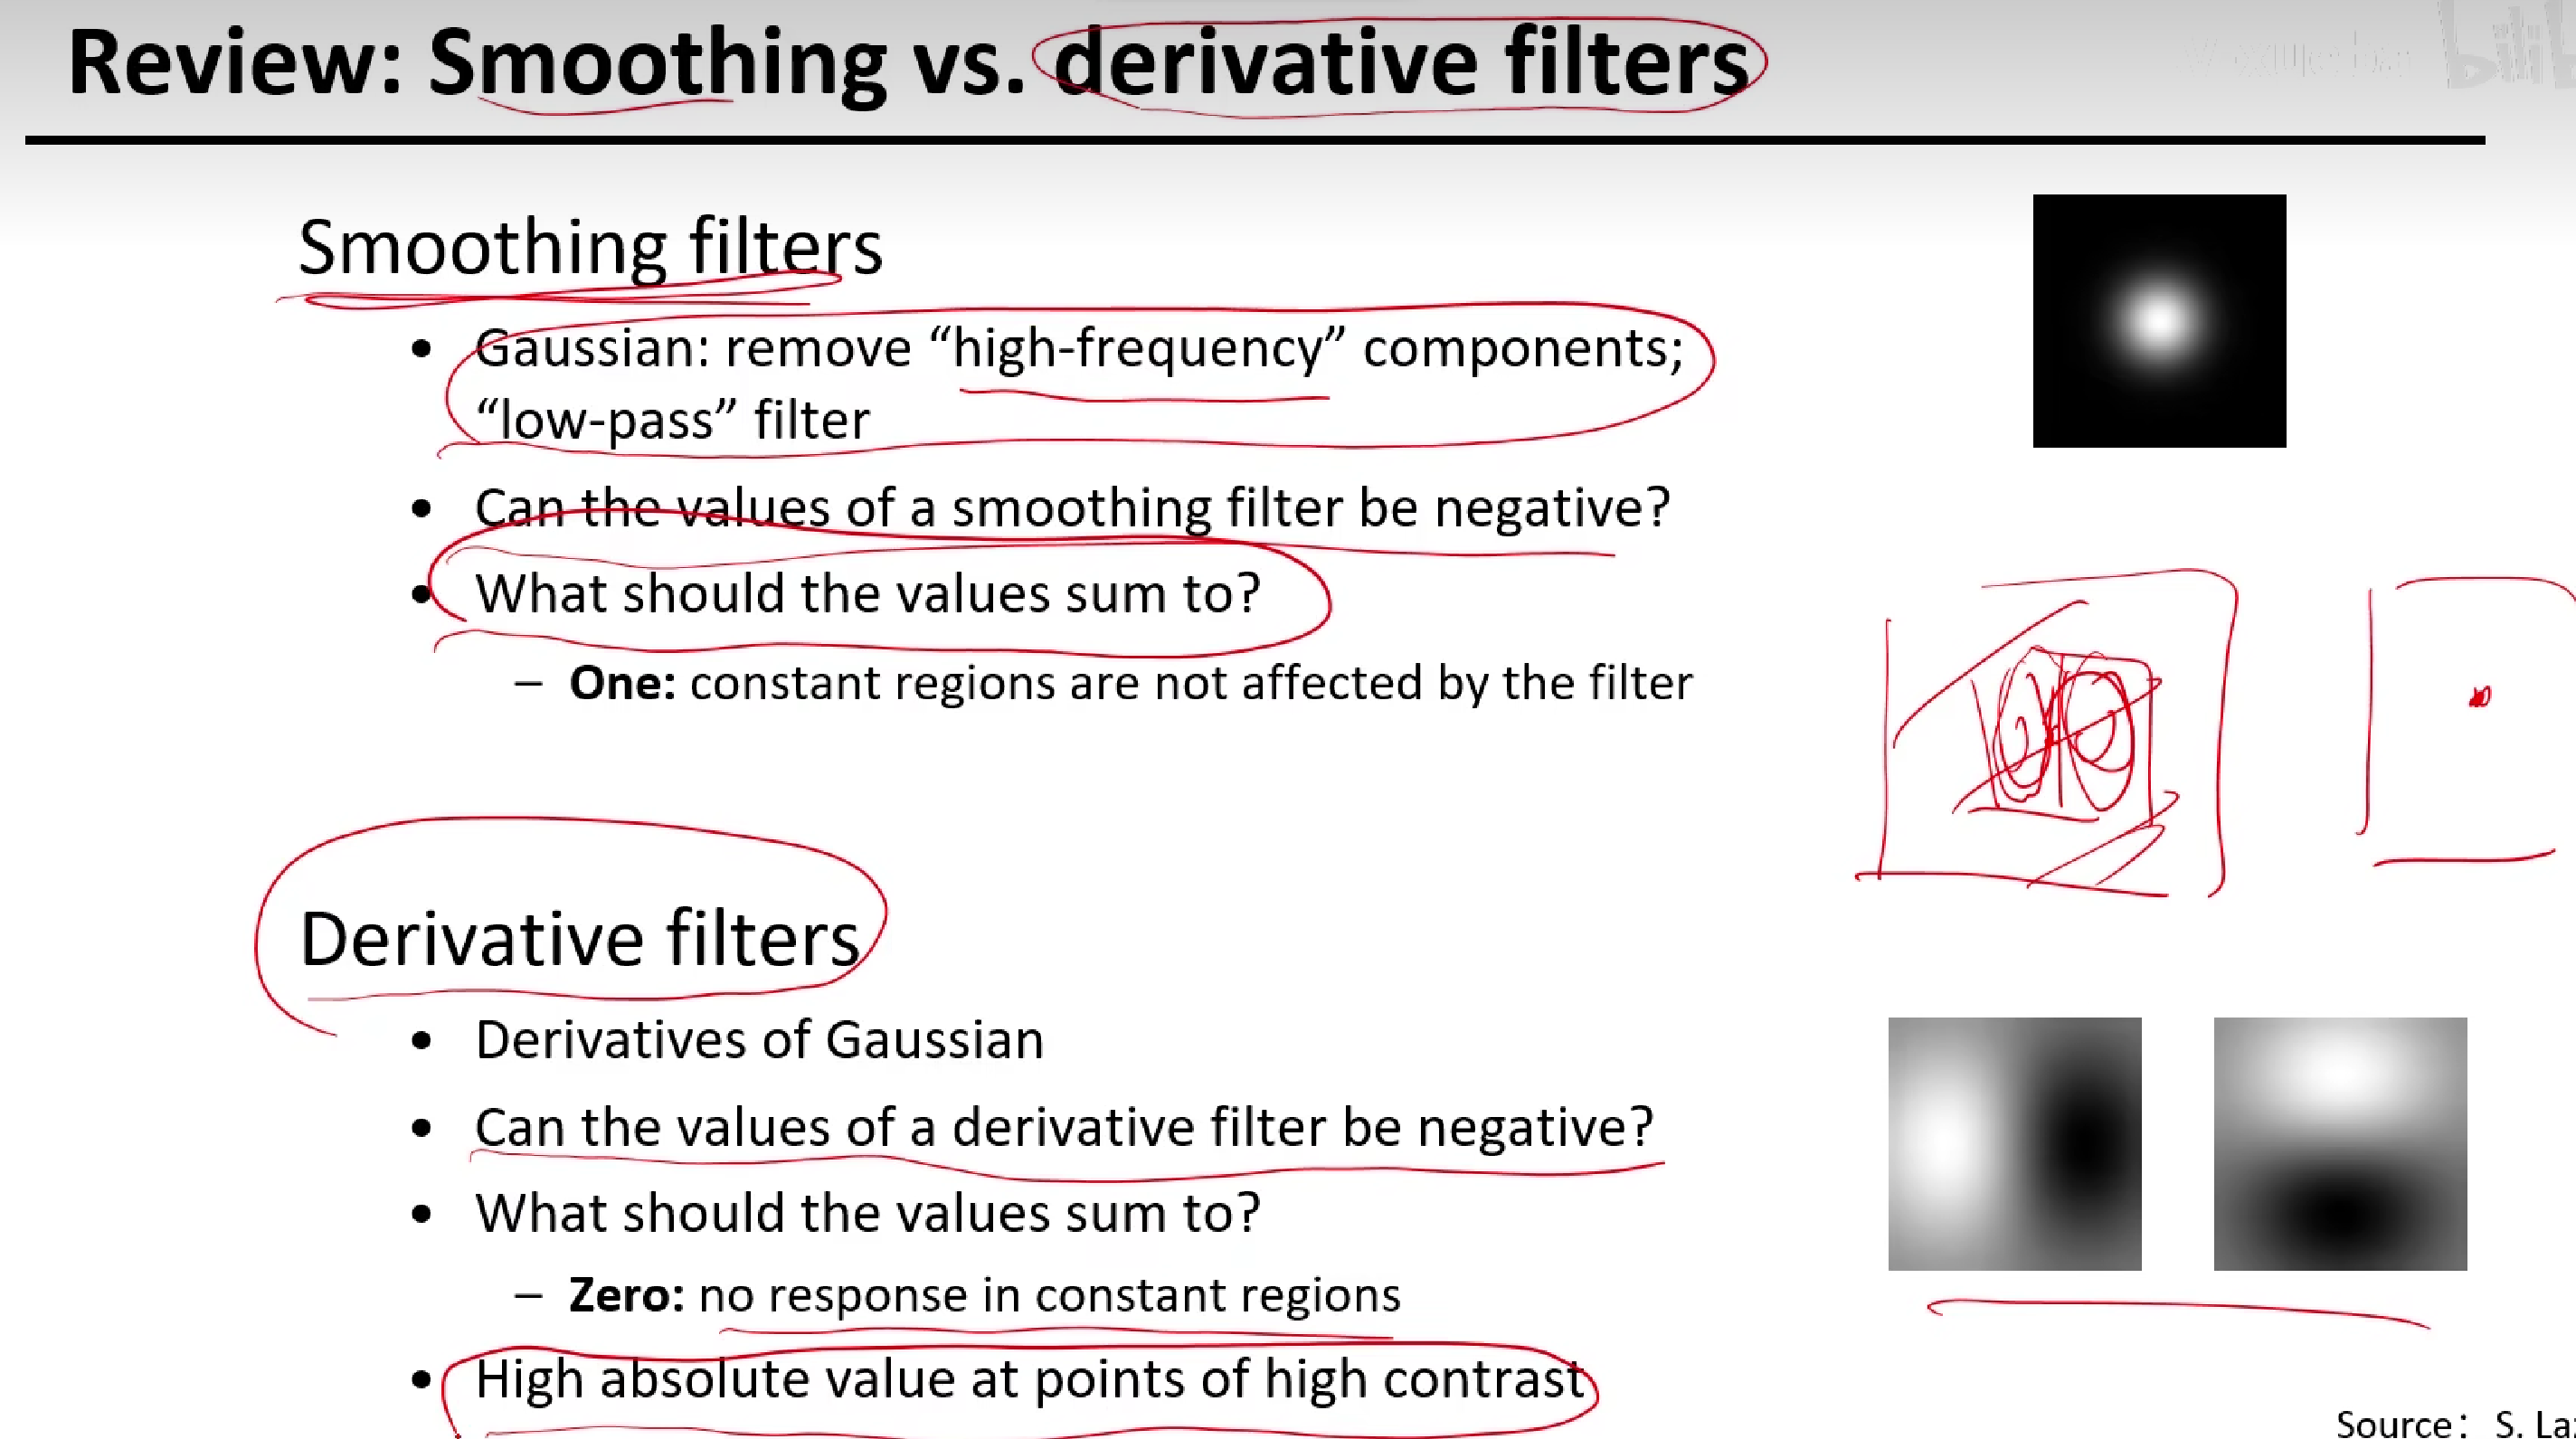 Review: Smoothing vs. derivative filters
Smoothing filters
• Gaussian: remove “high-frequency” components;
“low-pass” filter
• Can the values of a smoothing filter be negative?
• What should the values sum to?
– One: constant regions are not affected by the filter
Derivative filters
• Derivatives of Gaussian
• Can the values of a derivative filter be negative?
• What should the values sum to?
– Zero: no response in constant regions
• High absolute value at points of high contrast
Source: S. La